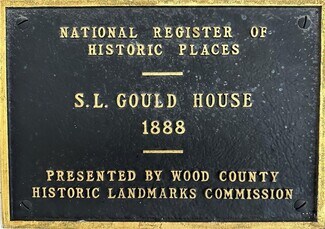 NATIONAL REGISTER OF
HISTORIC PLACES
S.L. GOULD HOUSE
1888
PRESENTED BY WOOD COUNTY
HISTORIC LANDMARKS COMMISSION